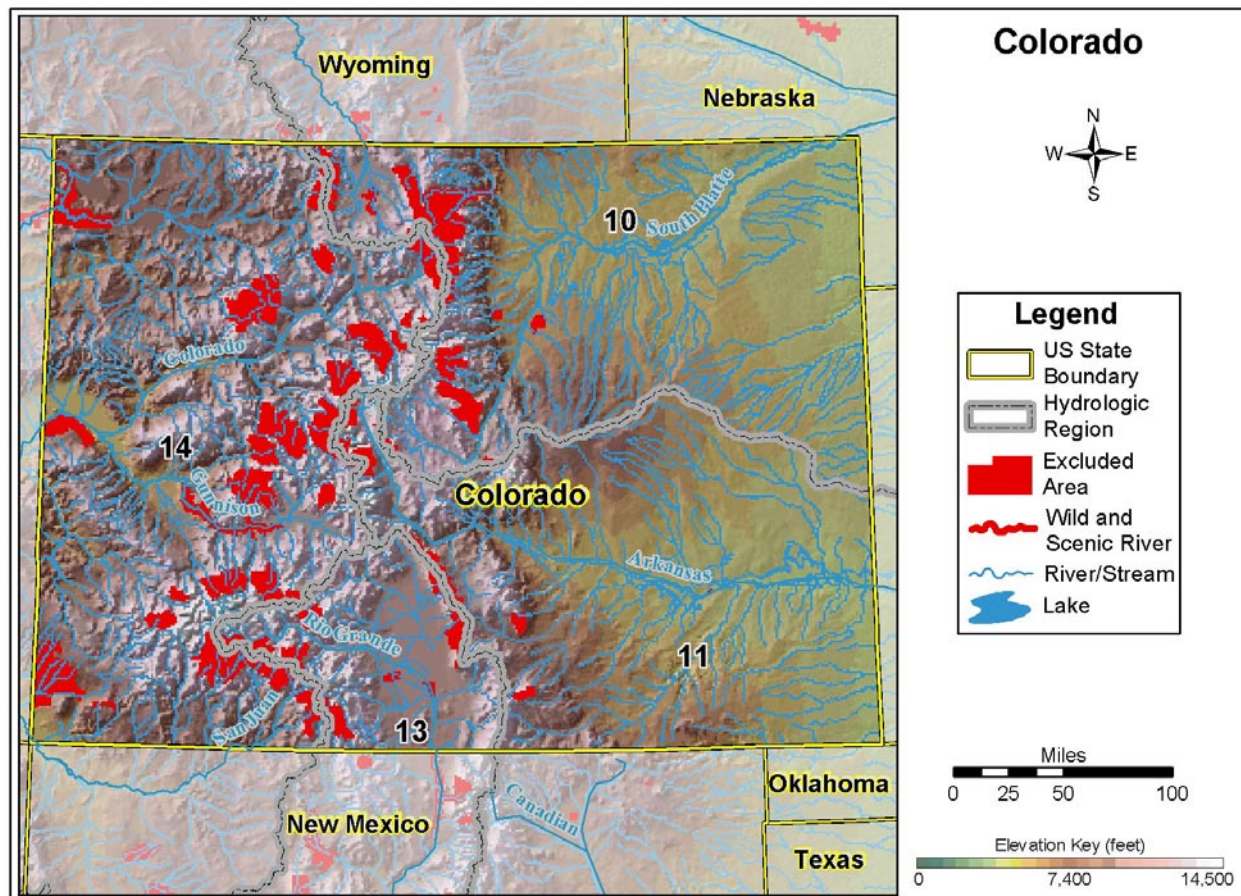 Colorado
N
W E
S
Wyoming
Nebraska
10
South Platte
Colorado
14
Gunnison
Colorado
Arkansas
Rio Grande
11
San Juan
13
Canadian
New Mexico
Oklahoma
Texas
Legend
US State
Boundary
Hydrologic
Region
Excluded
Area
Wild and
Scenic River
River/Stream
Lake
Miles
0 25 50 100
Elevation Key (feet)
0 7,400 14,500